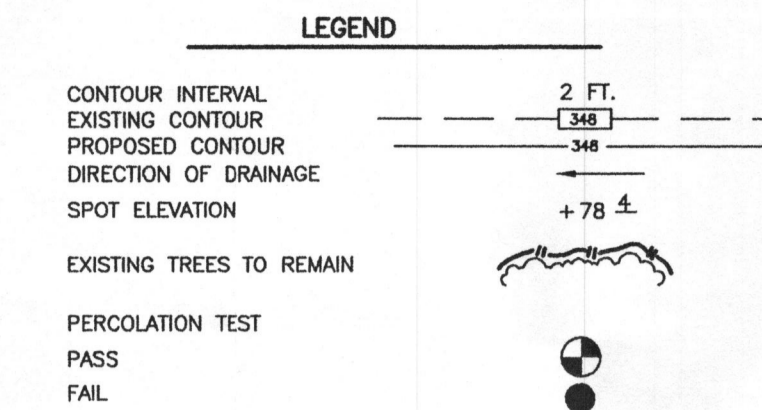 LEGEND
CONTOUR INTERVAL 2 FT.
EXISTING CONTOUR 348
PROPOSED CONTOUR 348
DIRECTION OF DRAINAGE
SPOT ELEVATION +78 4
EXISTING TREES TO REMAIN
PERCOLATION TEST
PASS
FAIL